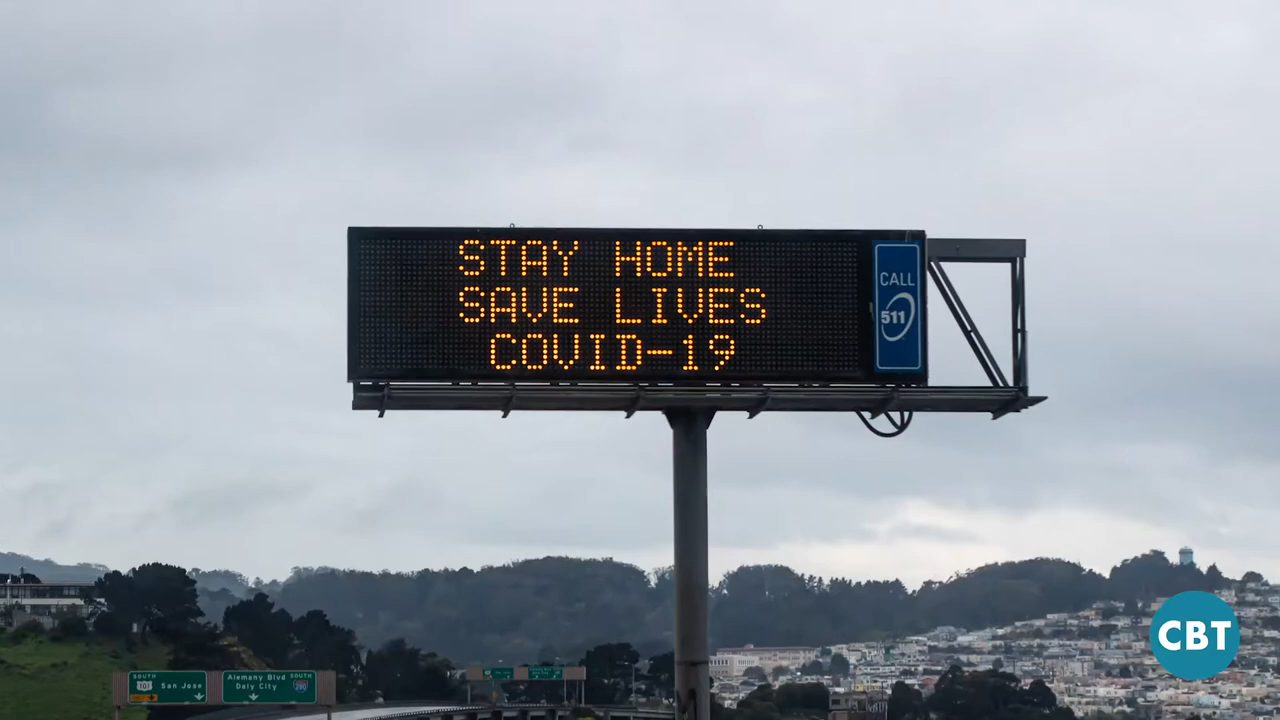 STAY HOME
SAVE LIVES
COVID-19
CALL
511
CBT
SOUTH
101 San Jose
Alemany Blvd SOUTH
Daly City 280